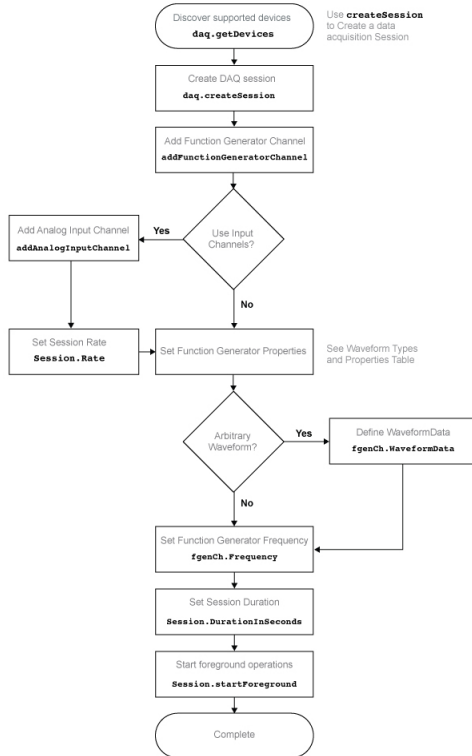 Discover supported devices
daq.getDevices
Use createSession
to Create a data
acquisition Session
Create DAQ session
daq.createSession
Add Function Generator Channel
addFunctionGeneratorChannel
Use Input
Channels?
Yes
Add Analog Input Channel
addAnalogInputChannel
No
Set Session Rate
Session.Rate
Set Function Generator Properties
See Waveform Types
and Properties Table
Arbitrary
Waveform?
Yes
Define WaveformData
fgenCh.WaveformData
No
Set Function Generator Frequency
fgenCh.Frequency
Set Session Duration
Session.DurationInSeconds
Start foreground operations
Session.startForeground
Complete